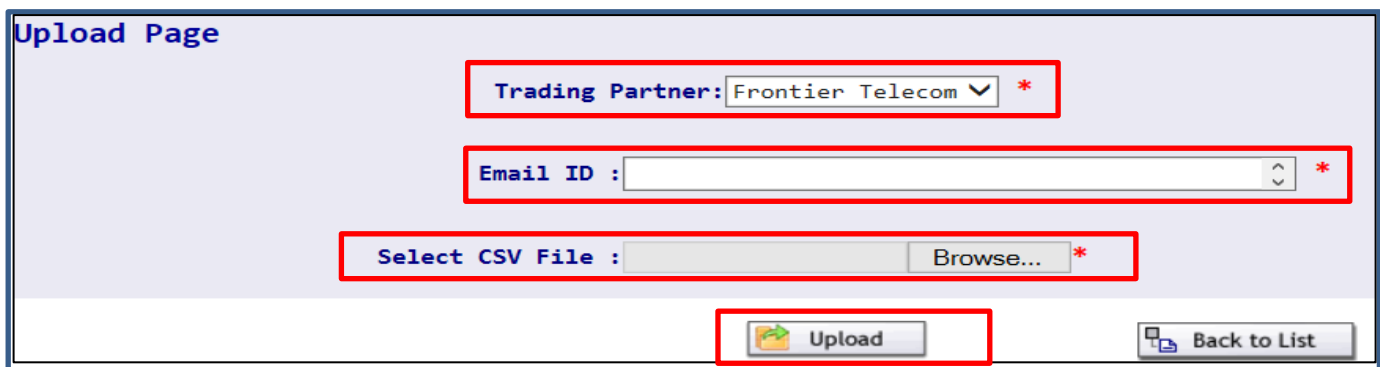 Upload Page
Trading Partner: Frontier Telecom *
Email ID : *
Select CSV File : Browse... *
Upload Back to List